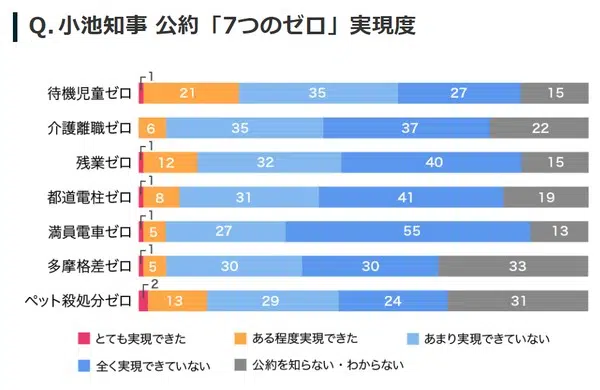 Q. 小池知事 公約「7つのゼロ」実現度
1
待機児童ゼロ 21 35 27 15
介護離職ゼロ 6 35 37 22
1
残業ゼロ 12 32 40 15
1
都道電柱ゼロ 8 31 41 19
1
満員電車ゼロ 5 27 55 13
1
多摩格差ゼロ 5 30 30 33
2
ペット殺処分ゼロ 13 29 24 31
とても実現できた ある程度実現できた あまり実現できていない
全く実現できていない 公約を知らない・わからない